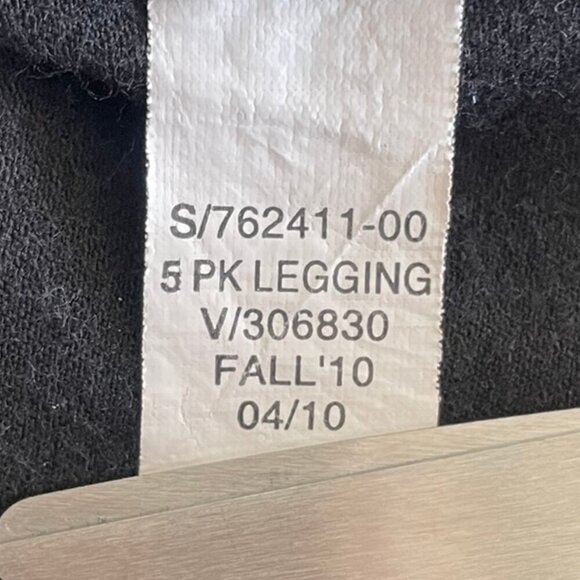 S/762411-00
5 PK LEGGING
V/306830
FALL'10
04/10